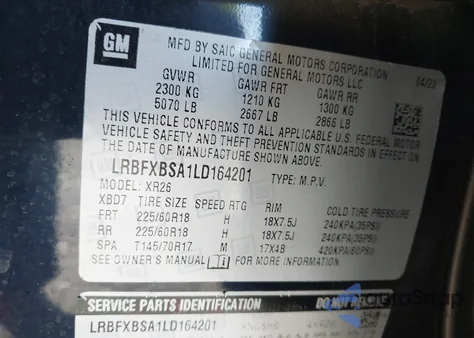 GM
MFD BY SAIC GENERAL MOTORS CORPORATION
LIMITED FOR GENERAL MOTORS LLC 04/20
GVWR GAWR FRT GAWR RR
2300 KG 1210 KG 1300 KG
5070 LB 2667 LB 2866 LB
THIS VEHICLE CONFORMS TO ALL APPLICABLE U.S. FEDERAL MOTOR
VEHICLE SAFETY AND THEFT PREVENTION STANDARDS IN EFFECT ON
THE DATE OF MANUFACTURE SHOWN ABOVE.
LRBFXBSA1LD164201 TYPE: M.P.V.
MODEL: XR26
XBD7 TIRE SIZE SPEED RTG RIM COLD TIRE PRESSURE
FRT 225/60R18 H 18X7.5J 240KPA(35PSI)
RR 225/60R18 H 18X7.5J 240KPA(35PSI)
SPA T145/70R17 M 17X4B 420KPA(60PSI)
SEE OWNER'S MANUAL FOR MORE INFORMATION.
SERVICE PARTS IDENTIFICATION DO NOT
LRBFXBSA1LD164201